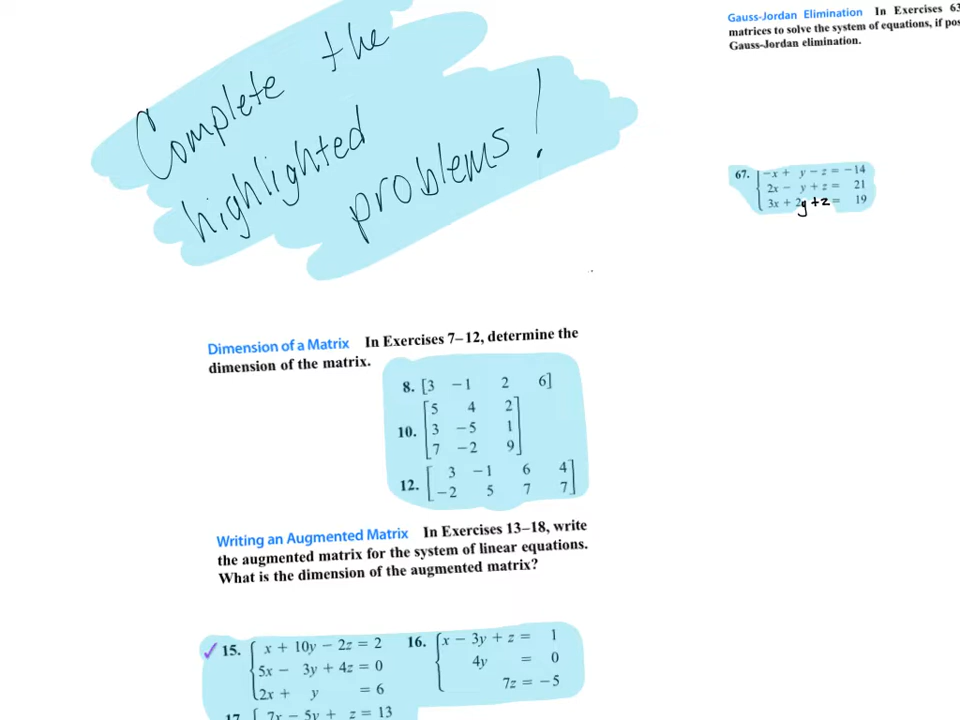 Complete the
highlighted
problems!
Gauss-Jordan Elimination In Exercises 63
matrices to solve the system of equations, if pos
Gauss-Jordan elimination.
67. -x + y - z = -14
2x - y + z = 21
3x + 2y + z = 19
Dimension of a Matrix In Exercises 7–12, determine the
dimension of the matrix.
8. [3 -1 2 6]
5 4 2
10. 3 -5 1
7 -2 9
12. 3 -1 6 4
-2 5 7 7
Writing an Augmented Matrix In Exercises 13–18, write
the augmented matrix for the system of linear equations.
What is the dimension of the augmented matrix?
✓ 15. x + 10y - 2z = 2
5x - 3y + 4z = 0
2x + y = 6
16. x - 3y + z = 1
4y = 0
7z = -5
17. 7x - 5y + z = 13